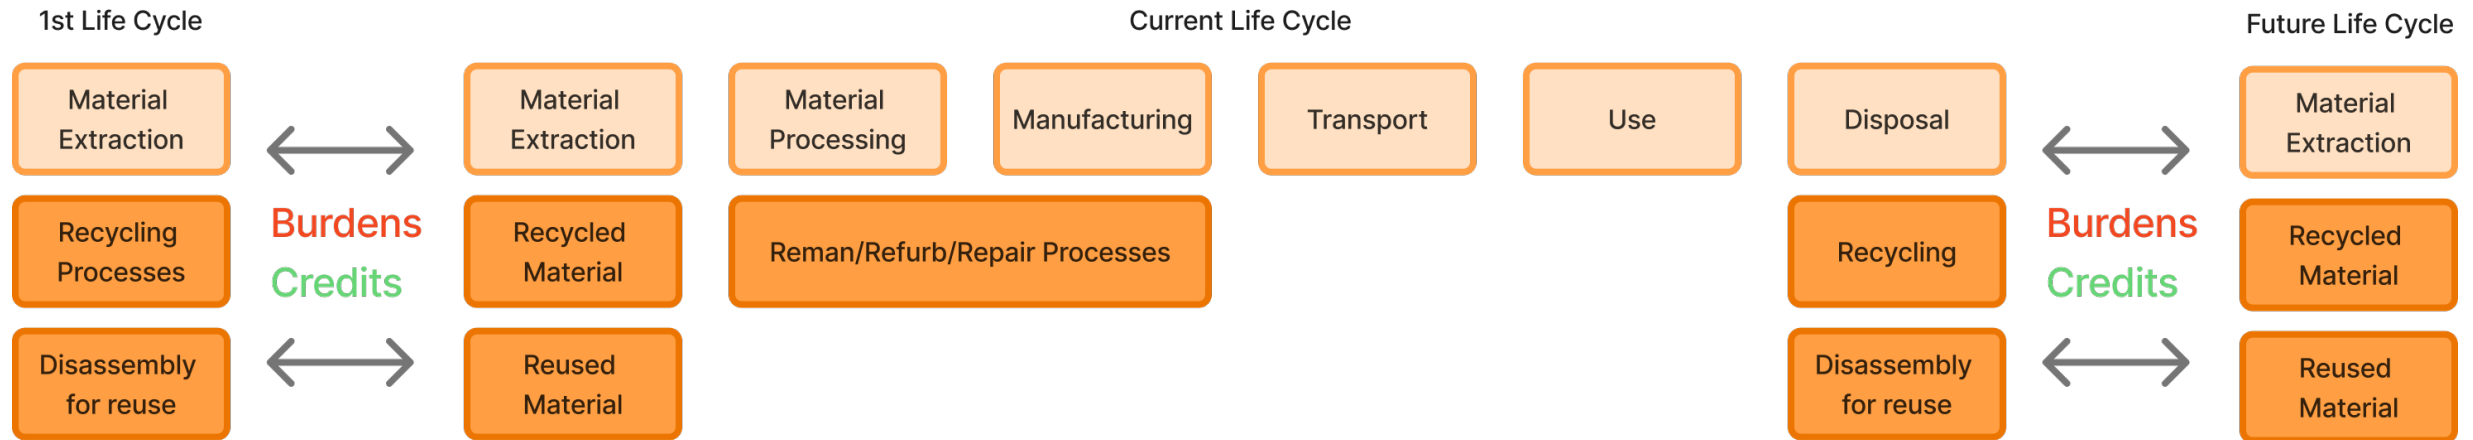 1st Life Cycle
Current Life Cycle
Future Life Cycle
Material
Extraction
Material
Extraction
Material
Processing
Manufacturing
Transport
Use
Disposal
Material
Extraction
Recycling
Processes
Burdens
Credits
Recycled
Material
Reman/Refurb/Repair Processes
Recycling
Burdens
Credits
Recycled
Material
Disassembly
for reuse
Reused
Material
Disassembly
for reuse
Reused
Material